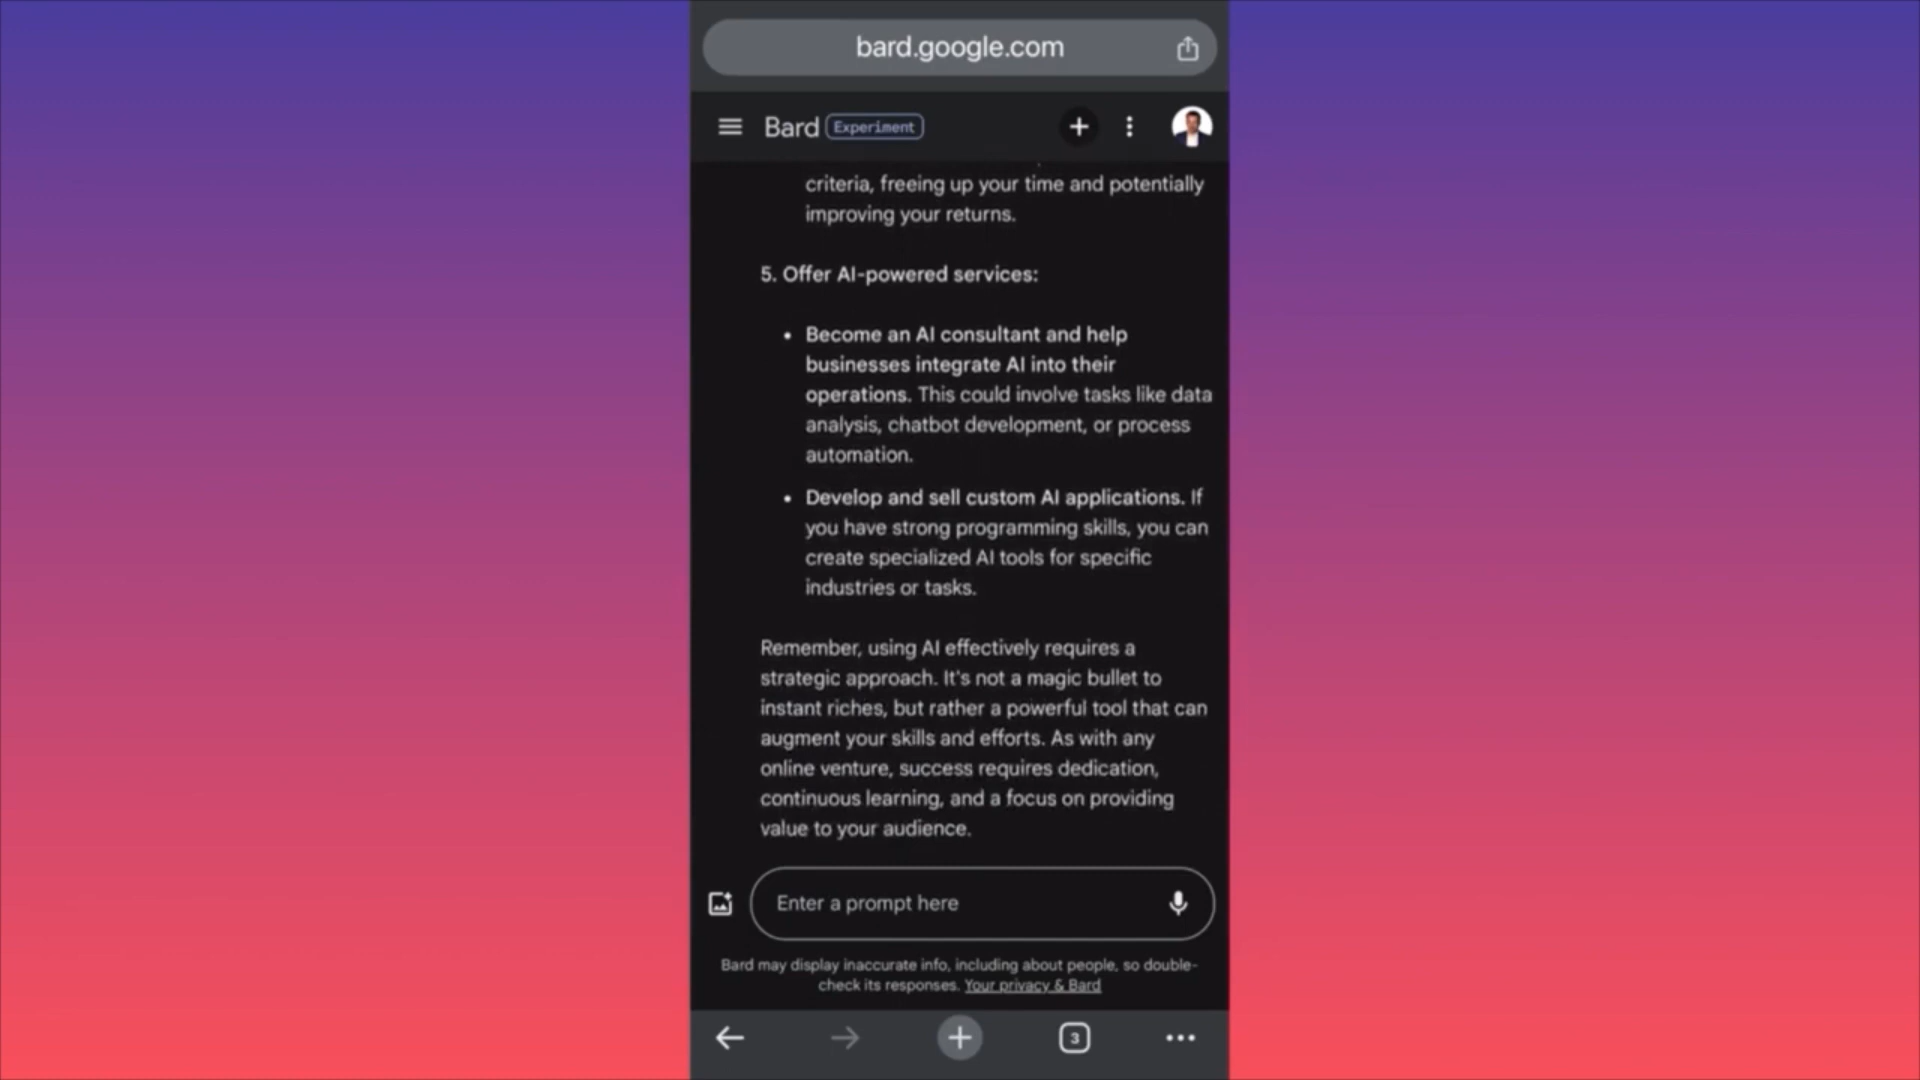 bard.google.com
Bard Experiment
criteria, freeing up your time and potentially
improving your returns.
5. Offer AI-powered services:
• Become an AI consultant and help
businesses integrate AI into their
operations. This could involve tasks like data
analysis, chatbot development, or process
automation.
• Develop and sell custom AI applications. If
you have strong programming skills, you can
create specialized AI tools for specific
industries or tasks.
Remember, using AI effectively requires a
strategic approach. It's not a magic bullet to
instant riches, but rather a powerful tool that can
augment your skills and efforts. As with any
online venture, success requires dedication,
continuous learning, and a focus on providing
value to your audience.
Enter a prompt here
Bard may display inaccurate info, including about people, so double-
check its responses. Your privacy & Bard
3